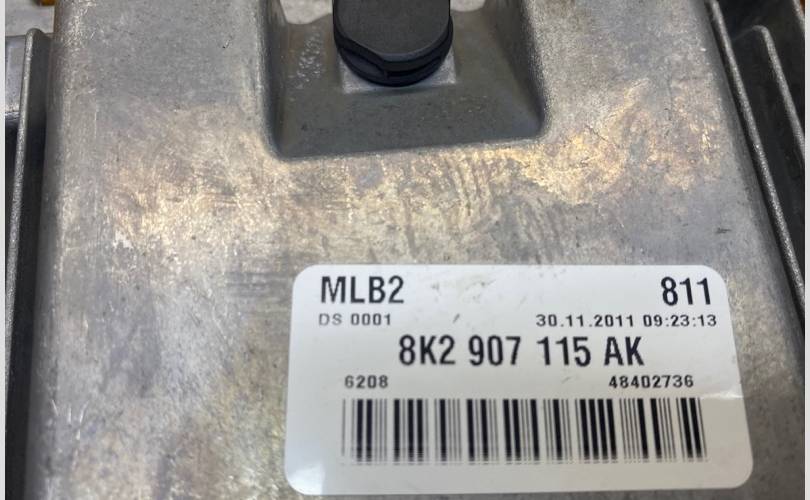 MLB2 811
DS 0001 30.11.2011 09:23:13
8K2 907 115 AK
6208 48402736